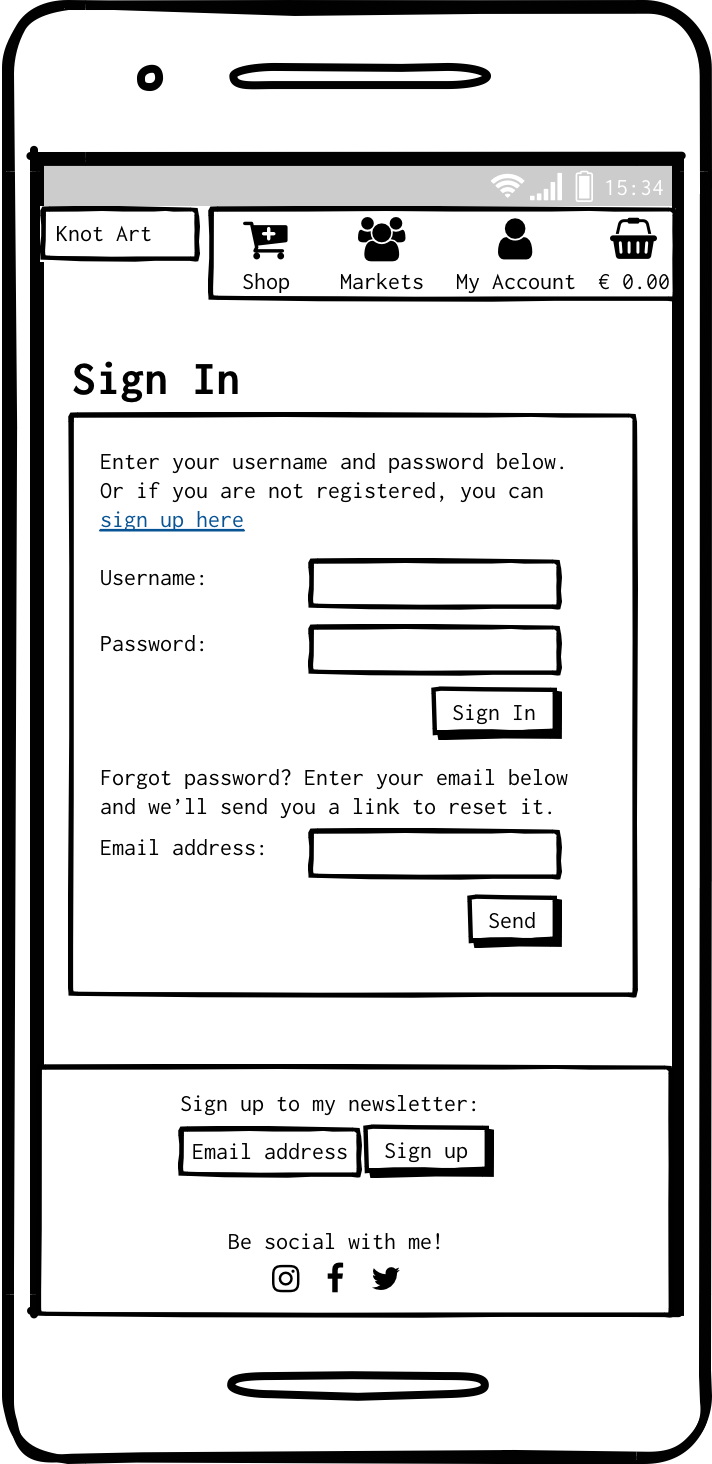 15:34
Knot Art
Shop Markets My Account € 0.00
Sign In
Enter your username and password below.
Or if you are not registered, you can
sign up here
Username:
Password:
Sign In
Forgot password? Enter your email below
and we’ll send you a link to reset it.
Email address:
Send
Sign up to my newsletter:
Email address Sign up
Be social with me!